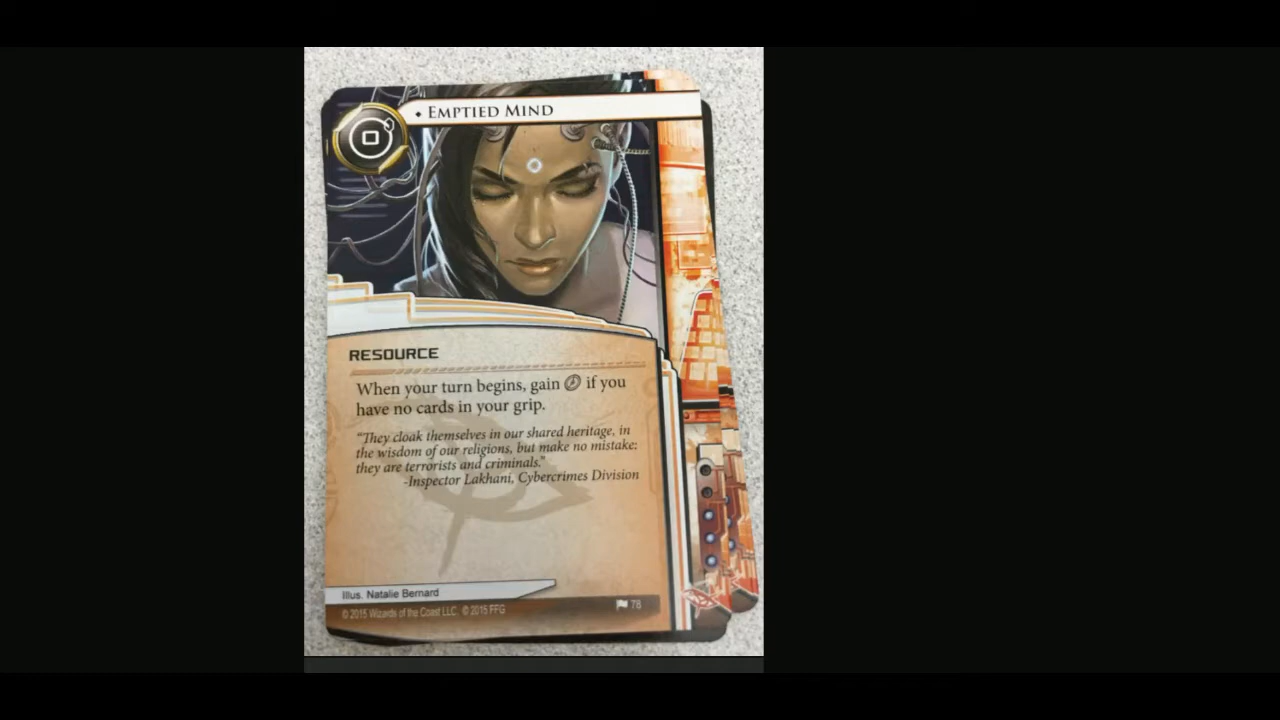 ◆ EMPTIED MIND
RESOURCE
When your turn begins, gain if you
have no cards in your grip.
“They cloak themselves in our shared heritage, in
the wisdom of our religions, but make no mistake:
they are terrorists and criminals.”
-Inspector Lakhani, Cybercrimes Division
Illus. Natalie Bernard
© 2015 Wizards of the Coast LLC. © 2015 FFG
78